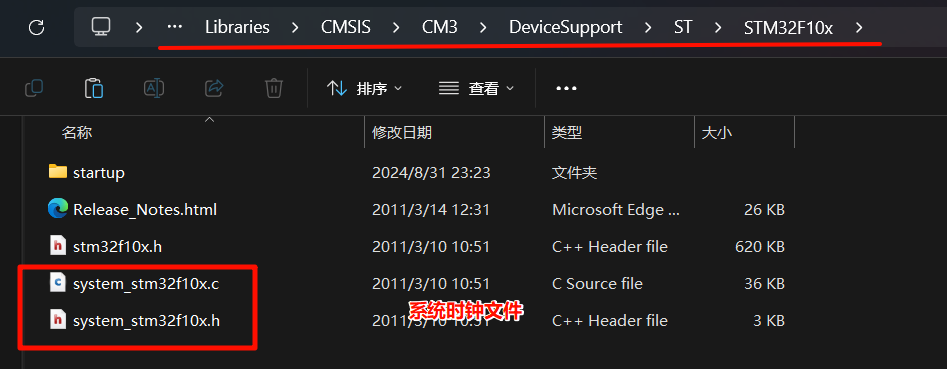 ··· Libraries > CMSIS > CM3 > DeviceSupport > ST > STM32F10x >
排序 查看 ···
名称 修改日期 类型 大小
startup 2024/8/31 23:23 文件夹
Release_Notes.html 2011/3/14 12:31 Microsoft Edge ... 26 KB
stm32f10x.h 2011/3/10 10:51 C++ Header file 620 KB
system_stm32f10x.c 2011/3/10 10:51 C Source file 36 KB
系统时钟文件
system_stm32f10x.h 2011/3/10 10:51 C++ Header file 3 KB